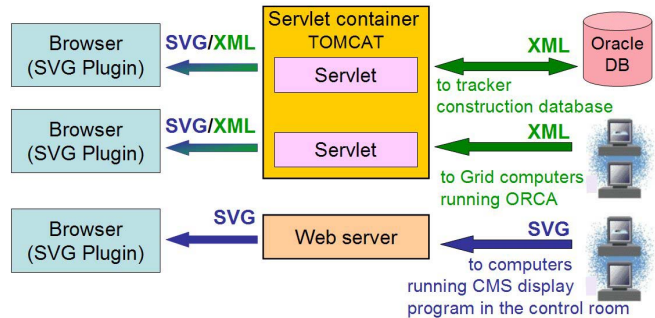 Browser
(SVG Plugin)
SVG/XML
Servlet container
TOMCAT
Servlet
XML
to tracker
construction database
Oracle
DB
Browser
(SVG Plugin)
SVG/XML
Servlet
XML
to Grid computers
running ORCA
Browser
(SVG Plugin)
SVG
Web server
SVG
to computers
running CMS display
program in the control room